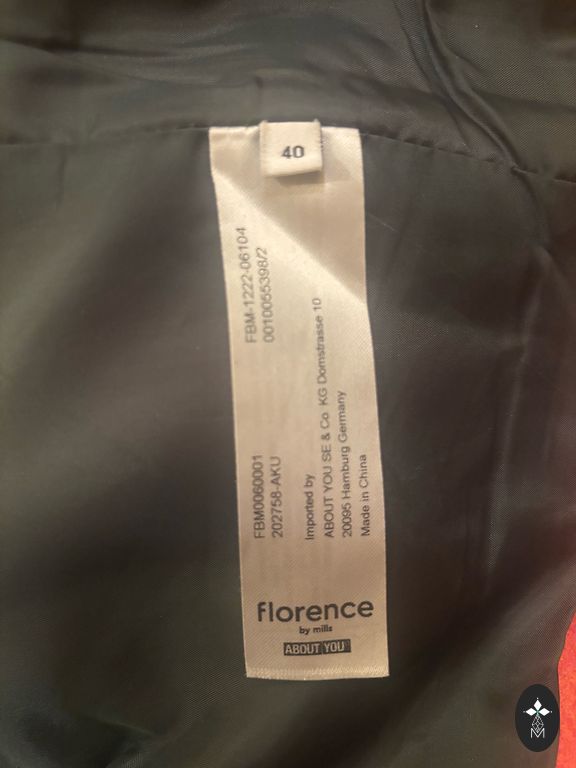 40
FBM-1222-06104
0010055398/2
FBM0060001
202758-AKU
Imported by
ABOUT YOU SE & Co. KG Domstrasse 10
20095 Hamburg Germany
Made in China
florence
by mills
ABOUT YOU
M